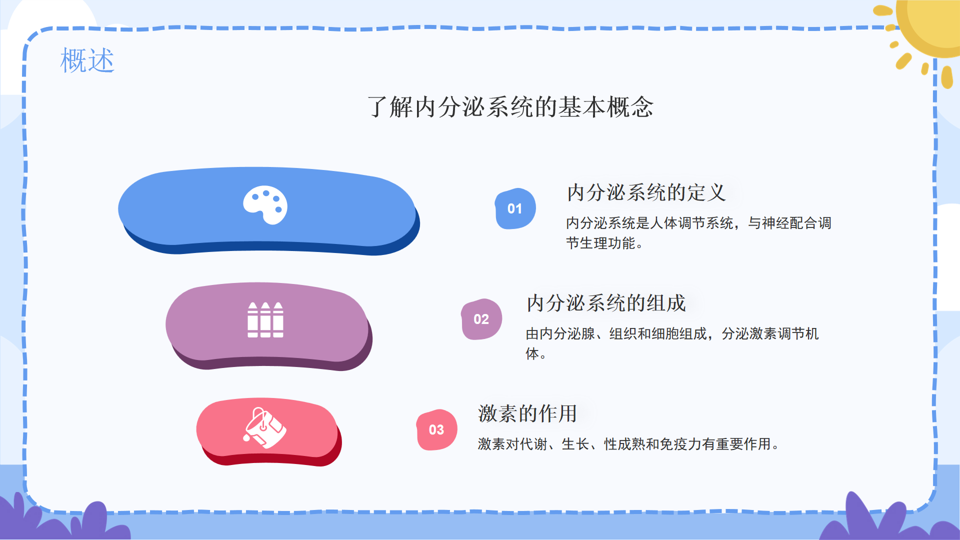 概述
了解内分泌系统的基本概念
01
内分泌系统的定义
内分泌系统是人体调节系统，与神经配合调
节生理功能。
02
内分泌系统的组成
由内分泌腺、组织和细胞组成，分泌激素调节机
体。
03
激素的作用
激素对代谢、生长、性成熟和免疫力有重要作用。